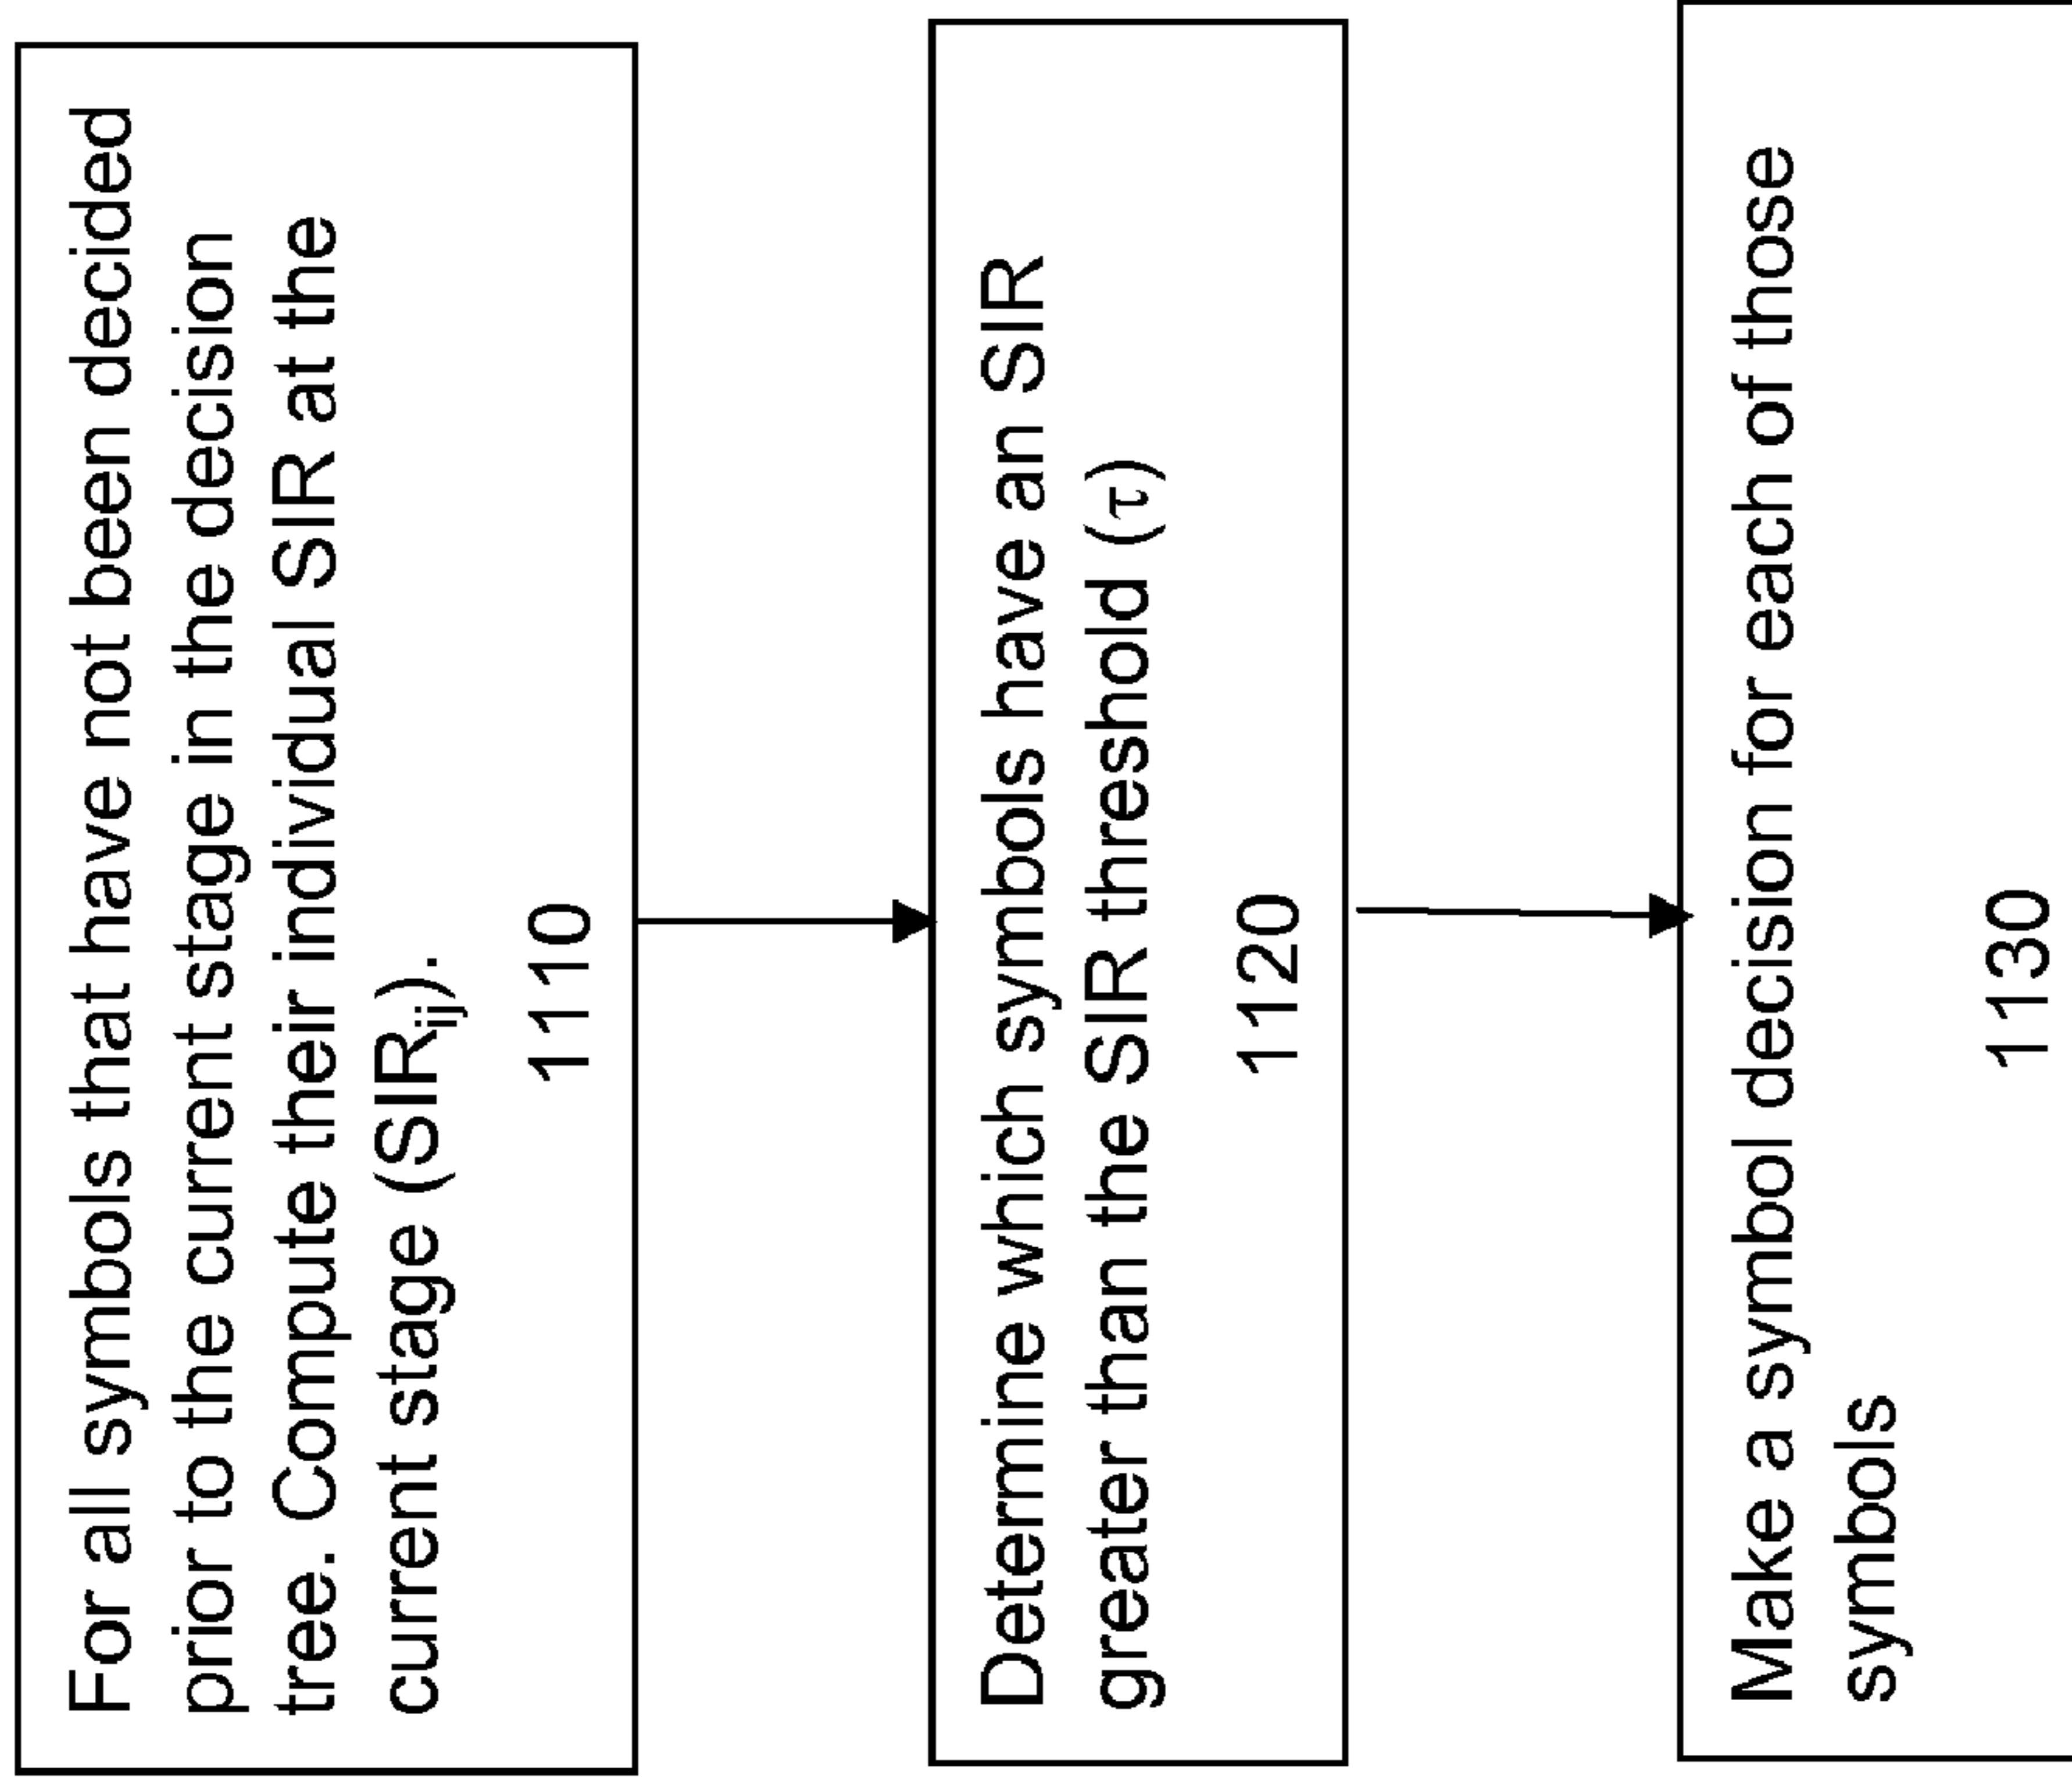 For all symbols that have not been decided
prior to the current stage in the decision
tree. Compute their individual SIR at the
current stage (SIRij).
1110
Determine which symbols have an SIR
greater than the SIR threshold (τ)
1120
Make a symbol decision for each of those
symbols
1130